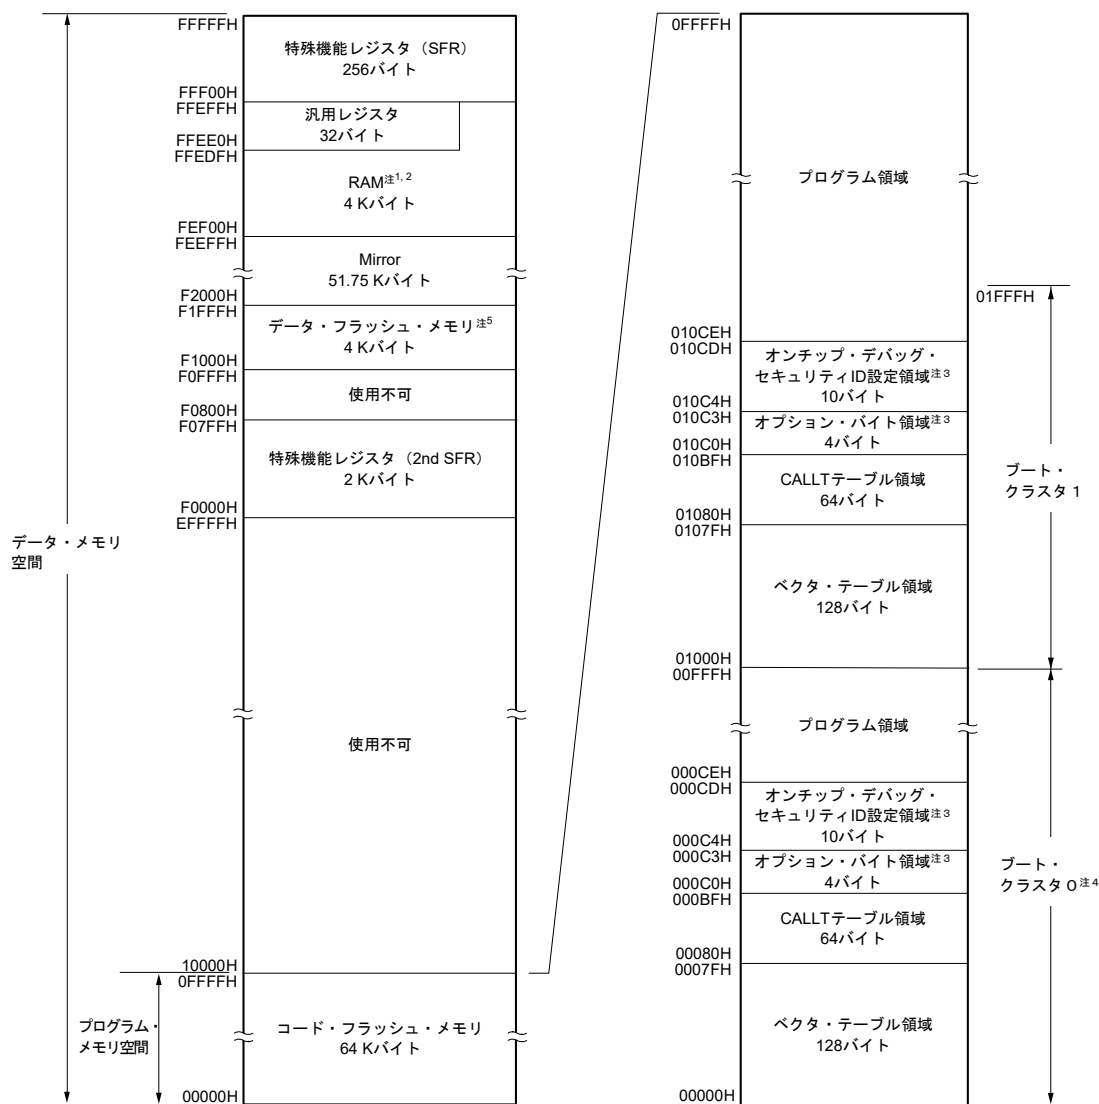 FFFFFH
特殊機能レジスタ（SFR）
256バイト
FFF00H
FFEFFH
汎用レジスタ
32バイト
FFEE0H
FFEDFH
RAM注1, 2
4 Kバイト
FEF00H
FEEFFH
Mirror
51.75 Kバイト
F2000H
F1FFFH
データ・フラッシュ・メモリ注5
4 Kバイト
F1000H
F0FFFH
使用不可
F0800H
F07FFH
特殊機能レジスタ（2nd SFR）
2 Kバイト
F0000H
EFFFFH
データ・メモリ
空間
使用不可
10000H
0FFFFH
プログラム・
メモリ空間
コード・フラッシュ・メモリ
64 Kバイト
00000H
0FFFFH
プログラム領域
01FFFH
010CEH
010CDH
オンチップ・デバッグ・
セキュリティID設定領域注3
10バイト
010C4H
010C3H
オプション・バイト領域注3
4バイト
010C0H
010BFH
CALLTテーブル領域
64バイト
ブート・
クラスタ1
01080H
0107FH
ベクタ・テーブル領域
128バイト
01000H
00FFFH
プログラム領域
000CEH
000CDH
オンチップ・デバッグ・
セキュリティID設定領域注3
10バイト
000C4H
000C3H
オプション・バイト領域注3
4バイト
000C0H
000BFH
ブート・
クラスタ0注4
CALLTテーブル領域
64バイト
00080H
0007FH
ベクタ・テーブル領域
128バイト
00000H